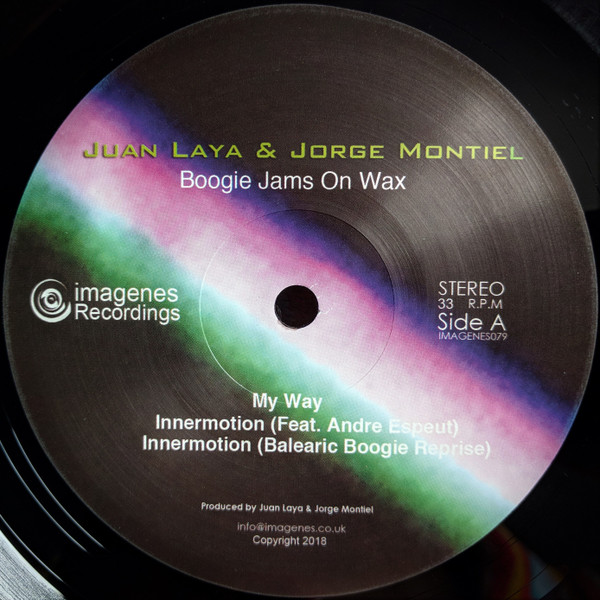 Juan Laya & Jorge Montiel
Boogie Jams On Wax
imagenes
Recordings
STEREO
33 R.P.M
Side A
IMAGENES079
My Way
Innermotion (Feat. Andre Espeut)
Innermotion (Balearic Boogie Reprise)
Produced by Juan Laya & Jorge Montiel
info@imagenes.co.uk
Copyright 2018